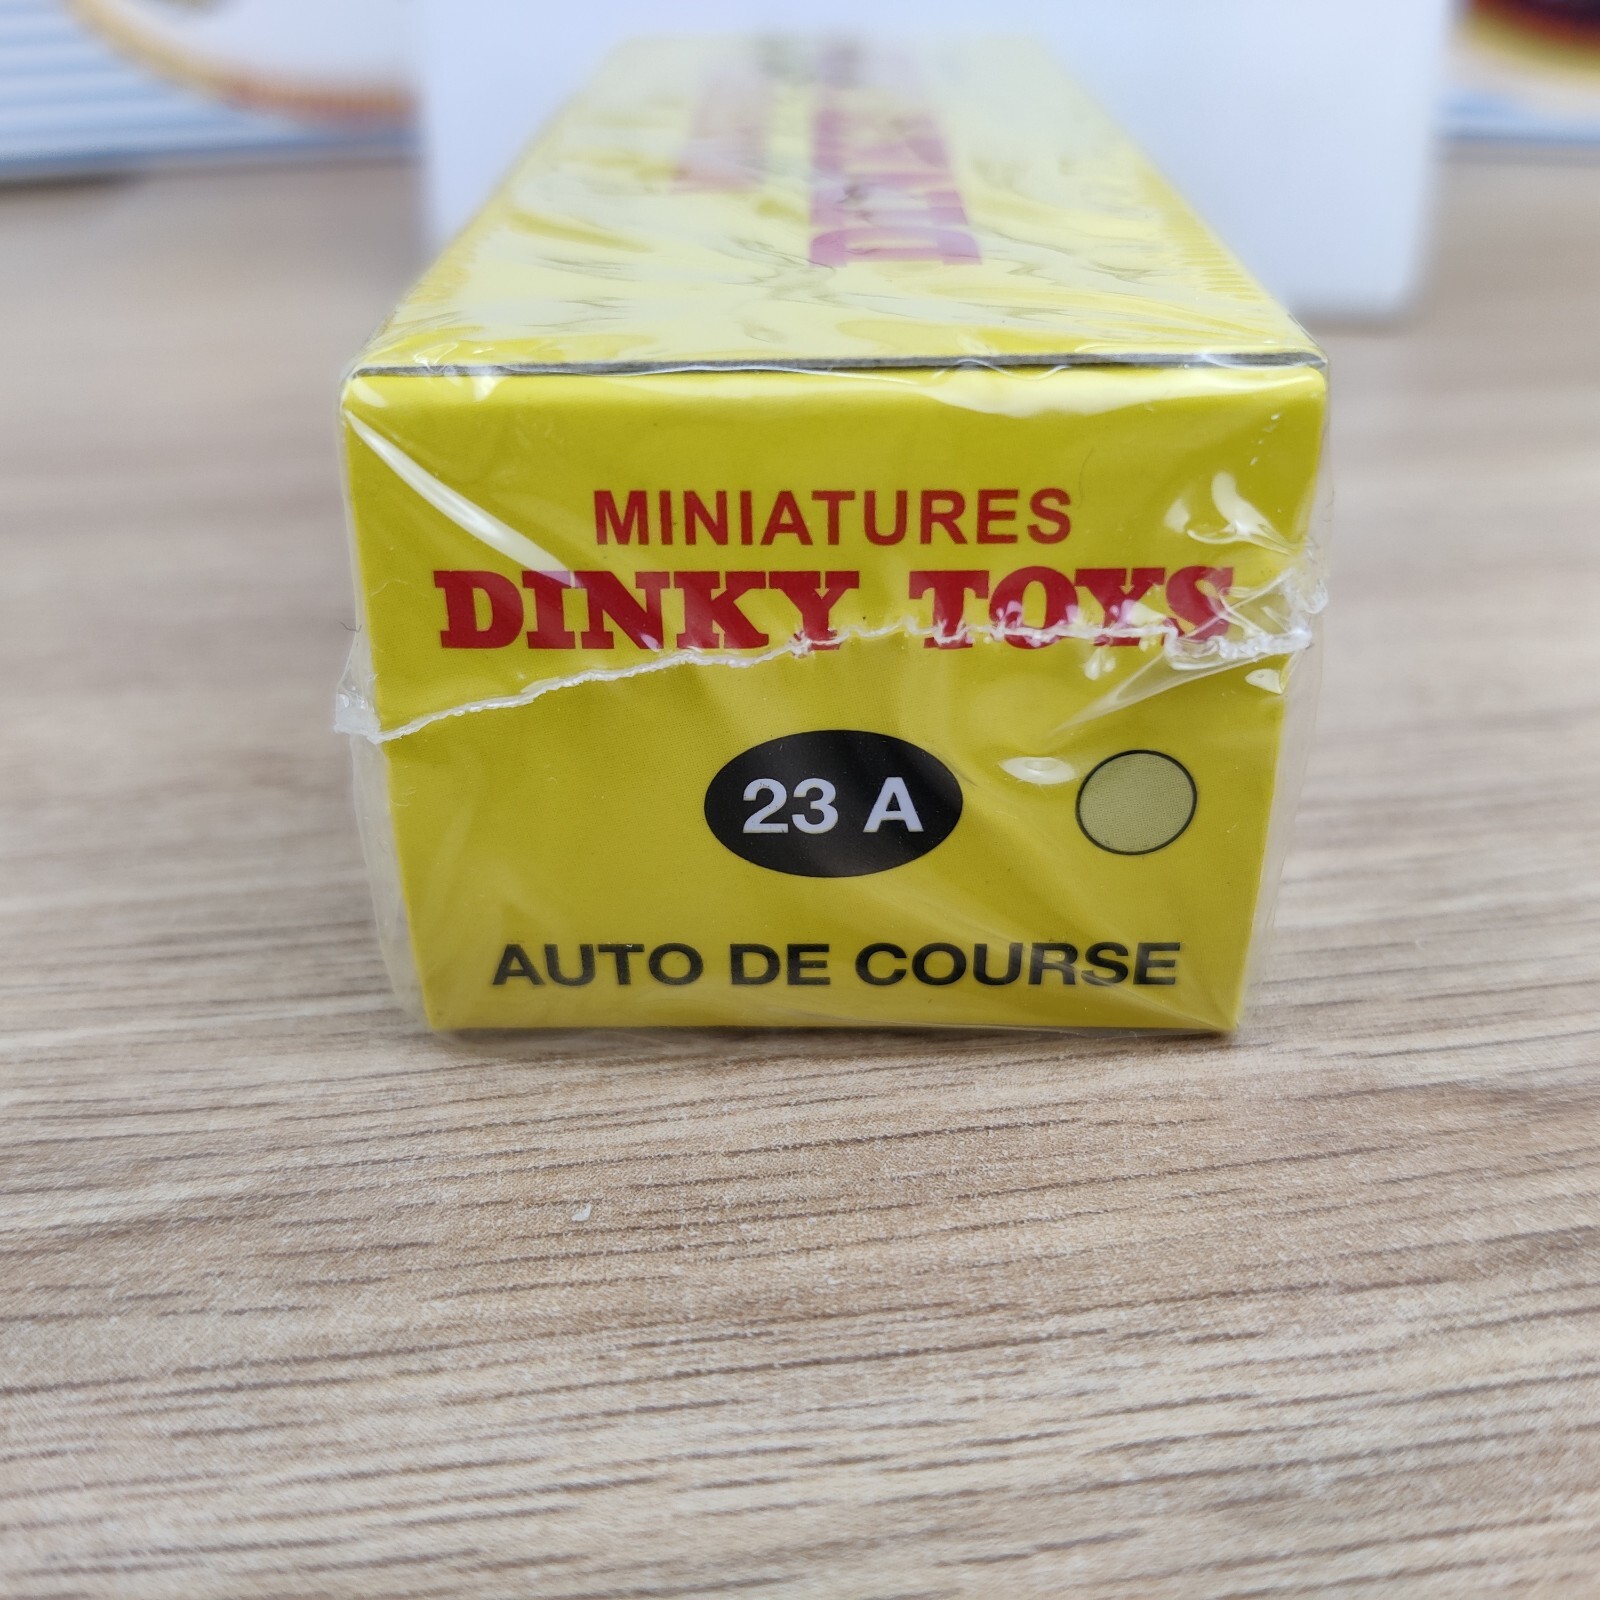 MINIATURES
DINKY TOYS
23 A
AUTO DE COURSE